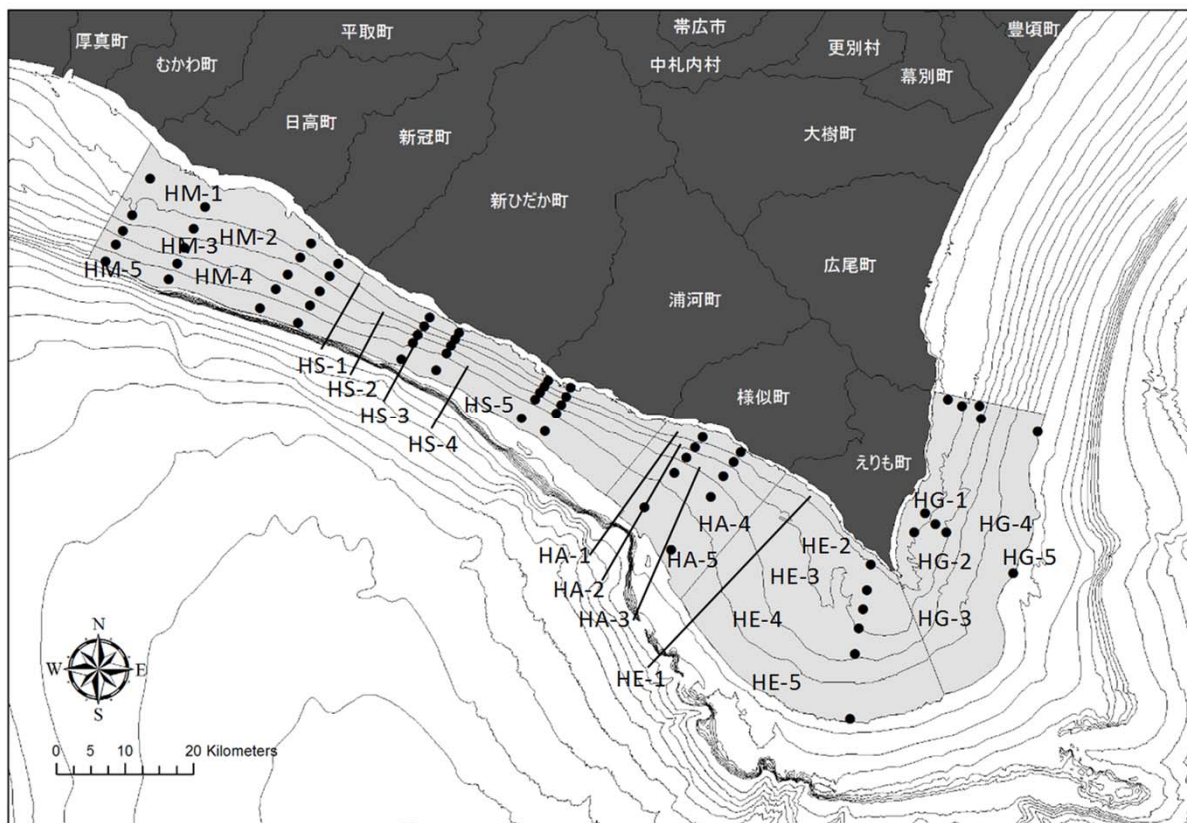 厚真町
むかわ町
平取町
帯広市
中札内村
更別村
幕別町
豊頃町
日高町
新冠町
新ひだか町
大樹町
広尾町
浦河町
様似町
えりも町
HM-1
HM-2
HM-3
HM-4
HM-5
HS-1
HS-2
HS-3
HS-4
HS-5
HA-1
HA-2
HA-3
HA-4
HA-5
HE-1
HE-2
HE-3
HE-4
HE-5
HG-1
HG-2
HG-3
HG-4
HG-5
N
W E
S
0 5 10 20 Kilometers